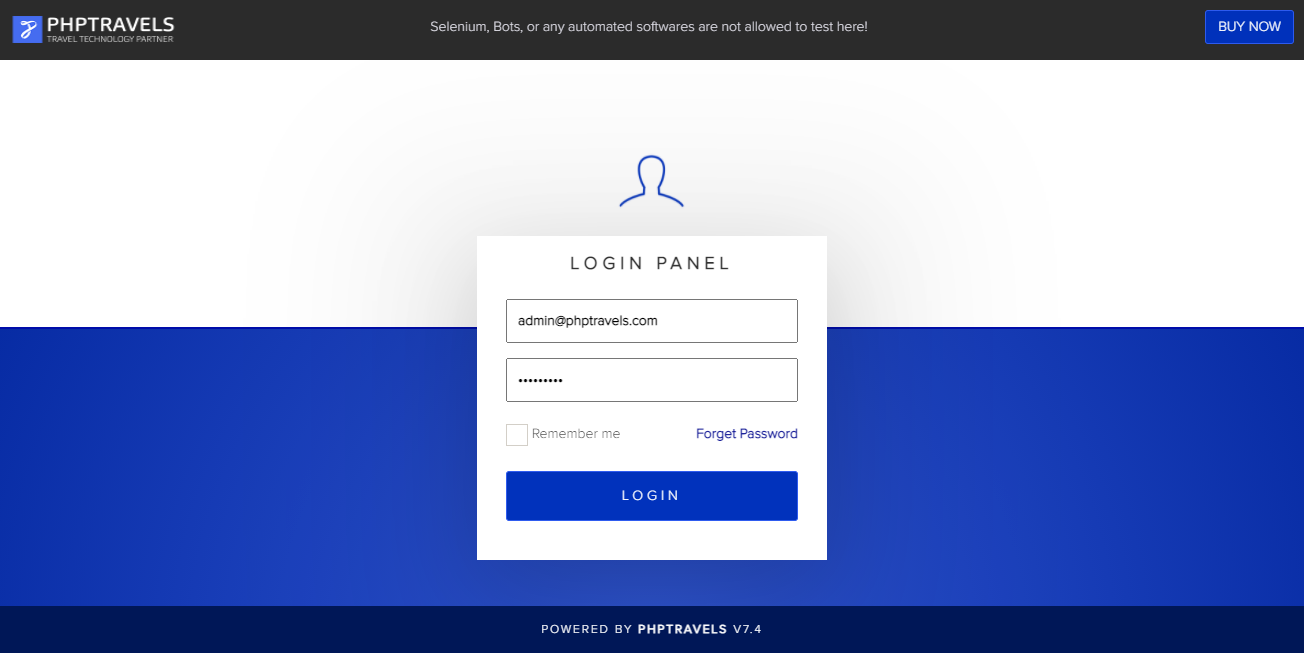 PHPTRAVELS
TRAVEL TECHNOLOGY PARTNER
Selenium, Bots, or any automated softwares are not allowed to test here!
BUY NOW
LOGIN PANEL
admin@phptravels.com
•••••••••
Remember me
Forget Password
LOGIN
POWERED BY PHPTRAVELS V7.4